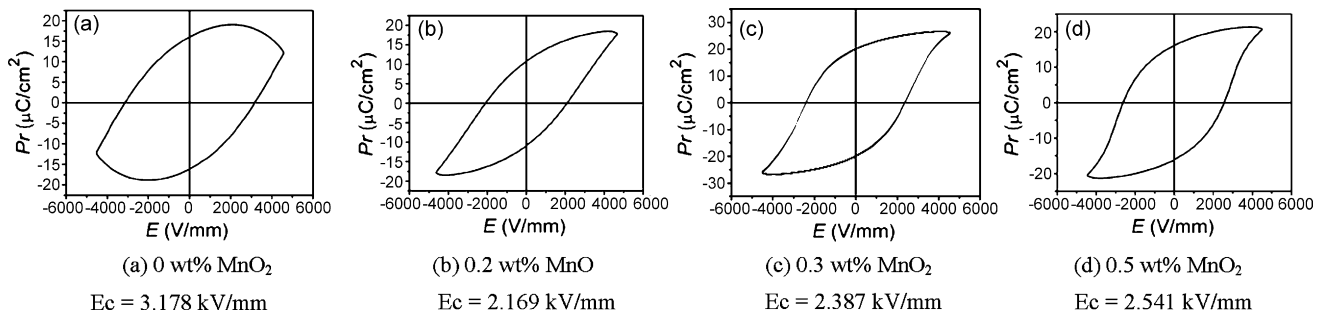 (a)
20
15
10
5
0
-5
-10
-15
-20
Pr (μC/cm²)
-6000 -4000 -2000 0 2000 4000 6000
E (V/mm)
(b)
25
20
15
10
5
0
-5
-10
-15
-20
Pr (μC/cm²)
-6000 -4000 -2000 0 2000 4000 6000
E (V/mm)
(c)
30
20
10
0
-10
-20
-30
Pr (μC/cm²)
-6000 -4000 -2000 0 2000 4000 6000
E (V/mm)
(d)
20
10
0
-10
-20
Pr (μC/cm²)
-6000 -4000 -2000 0 2000 4000 6000
E (V/mm)
(a) 0 wt% MnO₂
(b) 0.2 wt% MnO
(c) 0.3 wt% MnO₂
(d) 0.5 wt% MnO₂
Ec = 3.178 kV/mm
Ec = 2.169 kV/mm
Ec = 2.387 kV/mm
Ec = 2.541 kV/mm